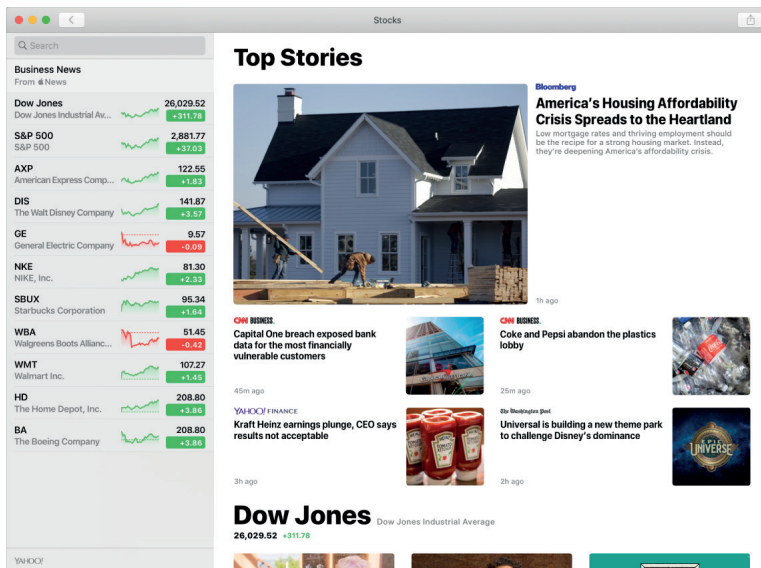 Stocks
Search
Business News
From News
Dow Jones 26,029.52
Dow Jones Industrial Av... +311.78
S&P 500 2,881.77
S&P 500 +37.03
AXP 122.55
American Express Comp... +1.83
DIS 141.87
The Walt Disney Company +3.57
GE 9.57
General Electric Company -0.09
NKE 81.30
NIKE, Inc. +2.33
SBUX 95.34
Starbucks Corporation +1.64
WBA 51.45
Walgreens Boots Allianc... -0.42
WMT 107.27
Walmart Inc. +1.45
HD 208.80
The Home Depot, Inc. +3.86
BA 208.80
The Boeing Company +3.86
YAHOO!
Top Stories
Bloomberg
America's Housing Affordability
Crisis Spreads to the Heartland
Low mortgage rates and thriving employment should
be the recipe for a strong housing market. Instead,
they're deepening America's affordability crisis.
1h ago
CNN BUSINESS.
Capital One breach exposed bank
data for the most financially
vulnerable customers
45m ago
CNN BUSINESS.
Coke and Pepsi abandon the plastics
lobby
25m ago
YAHOO! FINANCE
Kraft Heinz earnings plunge, CEO says
results not acceptable
3h ago
The Washington Post
Universal is building a new theme park
to challenge Disney's dominance
2h ago
EPIC
UNIVERSE
Dow Jones Dow Jones Industrial Average
26,029.52 +311.78